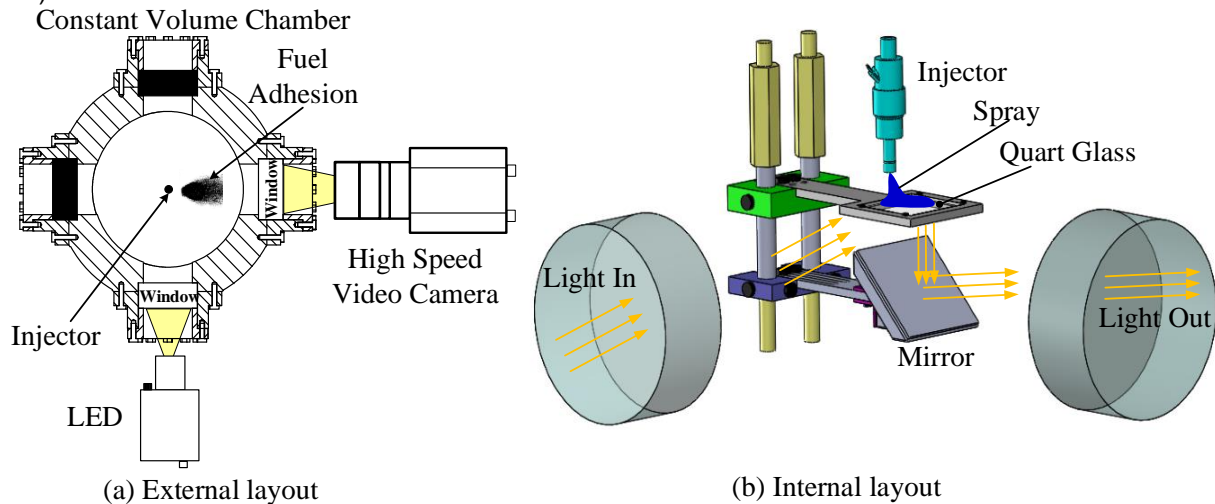 Constant Volume Chamber
Fuel
Adhesion
Window
High Speed
Video Camera
Window
Injector
LED
(a) External layout
Injector
Spray
Quart Glass
Light In
Light Out
Mirror
(b) Internal layout